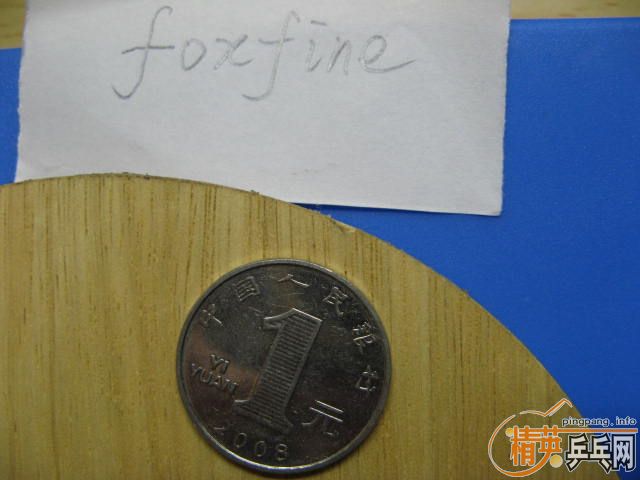 foxfine
中国人民银行
YI
YUAN
1元
2008
pingpang.info
精英乒乓网